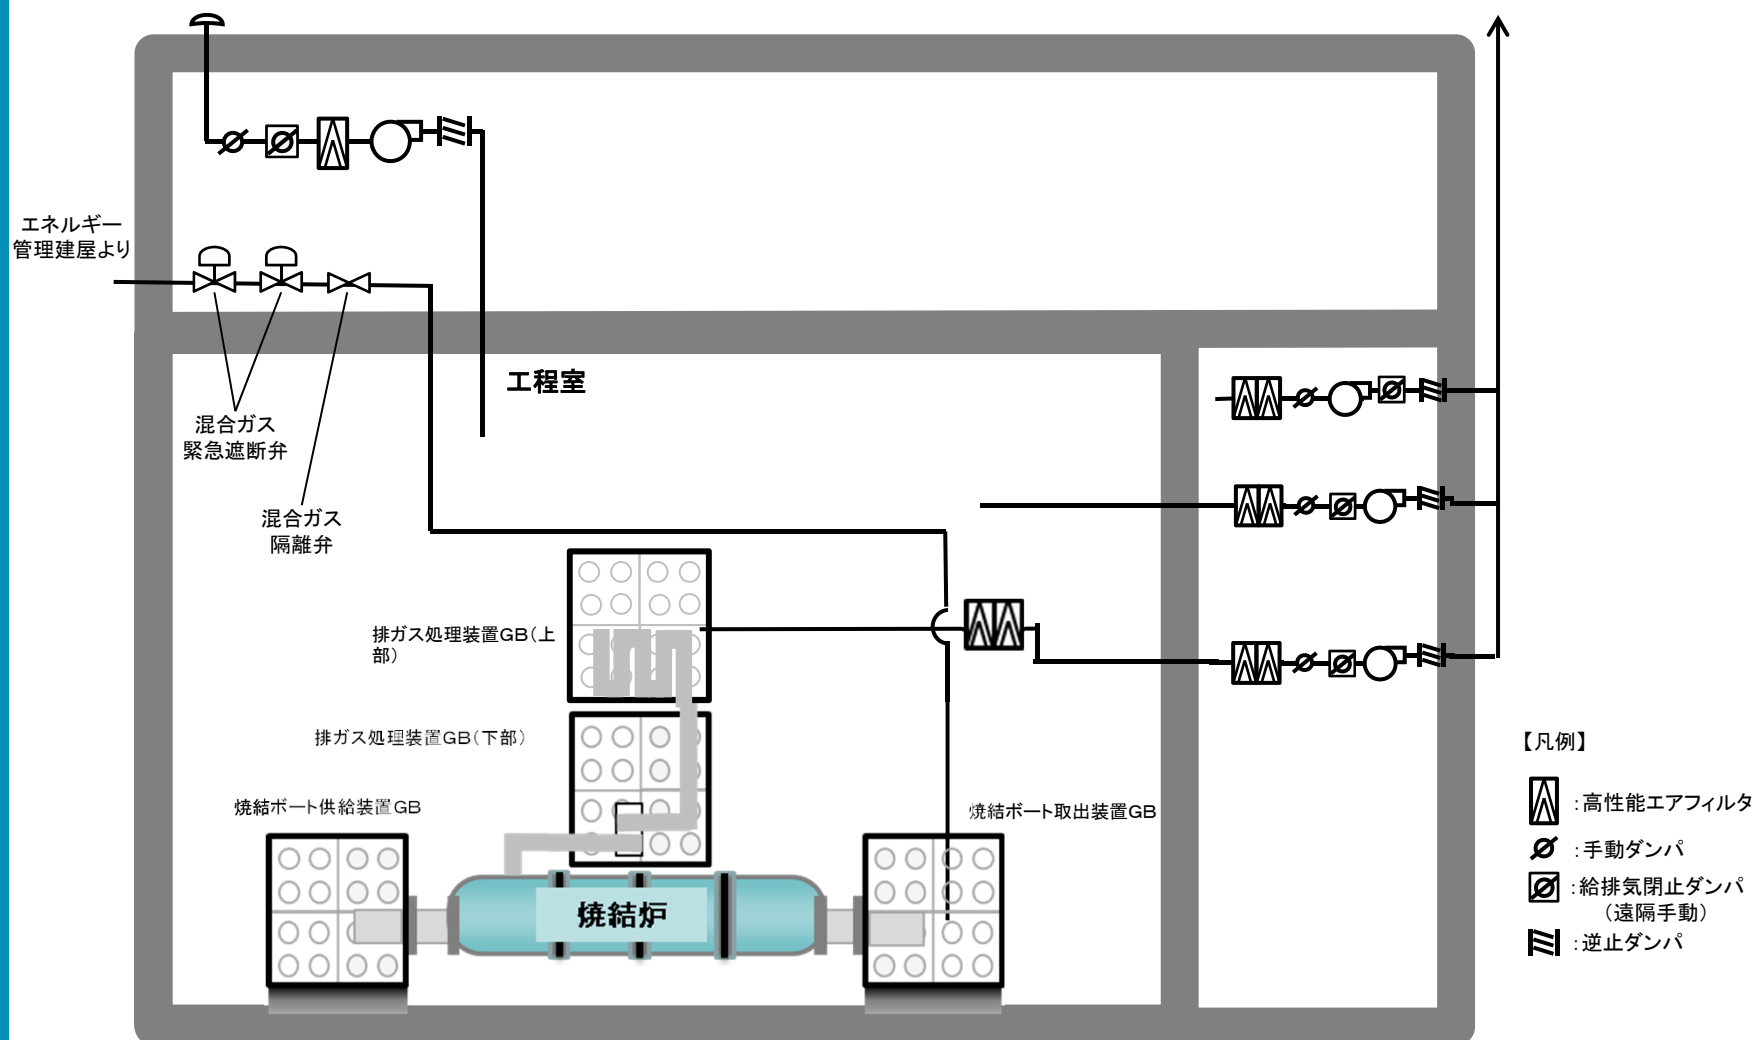 エネルギー
管理建屋より
工程室
混合ガス
緊急遮断弁
混合ガス
隔離弁
排ガス処理装置GB（上
部）
排ガス処理装置GB（下部）
焼結ボート供給装置GB
焼結ボート取出装置GB
焼結炉
【凡例】
：高性能エアフィルタ
：手動ダンパ
：給排気閉止ダンパ
（遠隔手動）
：逆止ダンパ